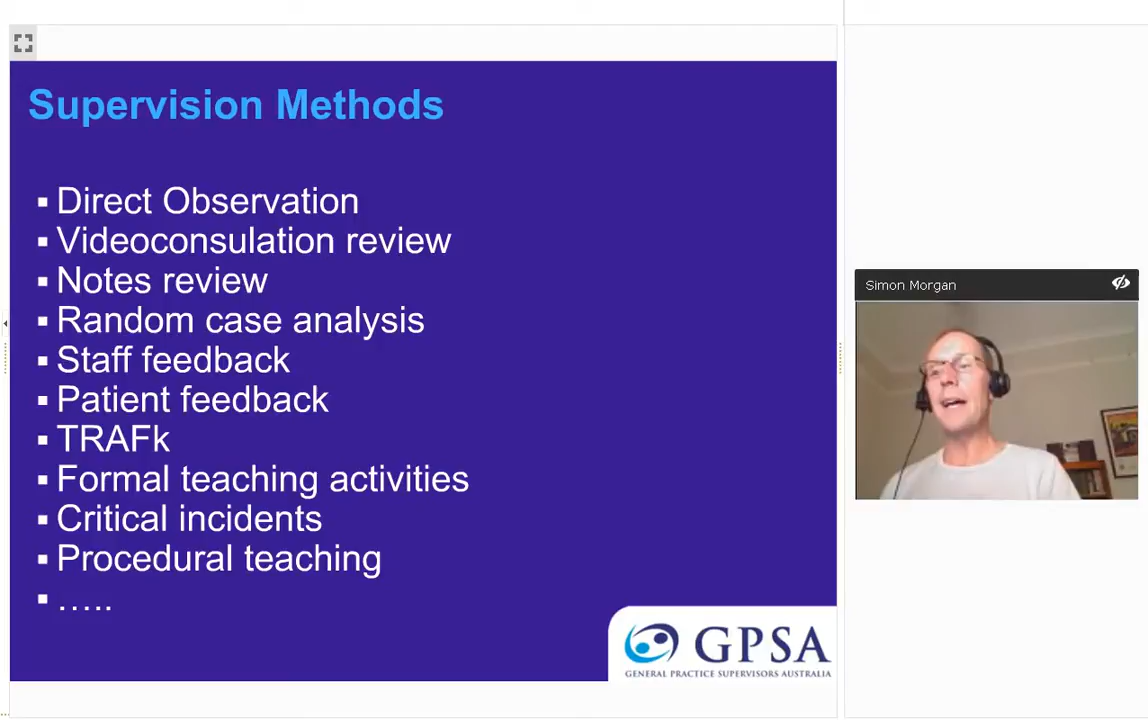 Supervision Methods
Direct Observation
Videoconsulation review
Notes review
Random case analysis
Staff feedback
Patient feedback
TRAFk
Formal teaching activities
Critical incidents
Procedural teaching
.....
GPSA
GENERAL PRACTICE SUPERVISORS AUSTRALIA
Simon Morgan